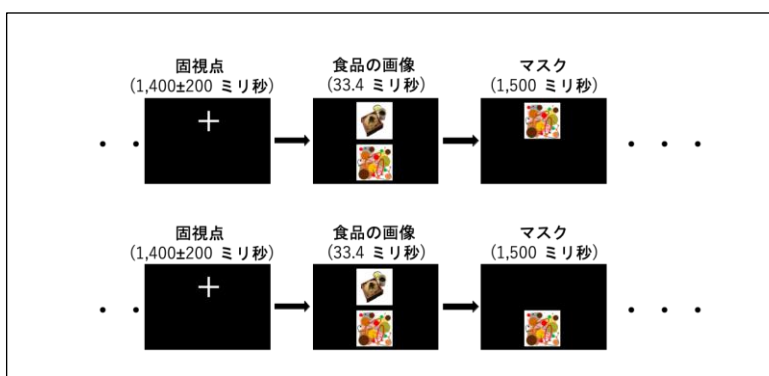 固視点
(1,400±200 ミリ秒)
食品の画像
(33.4 ミリ秒)
マスク
(1,500 ミリ秒)
固視点
(1,400±200 ミリ秒)
食品の画像
(33.4 ミリ秒)
マスク
(1,500 ミリ秒)